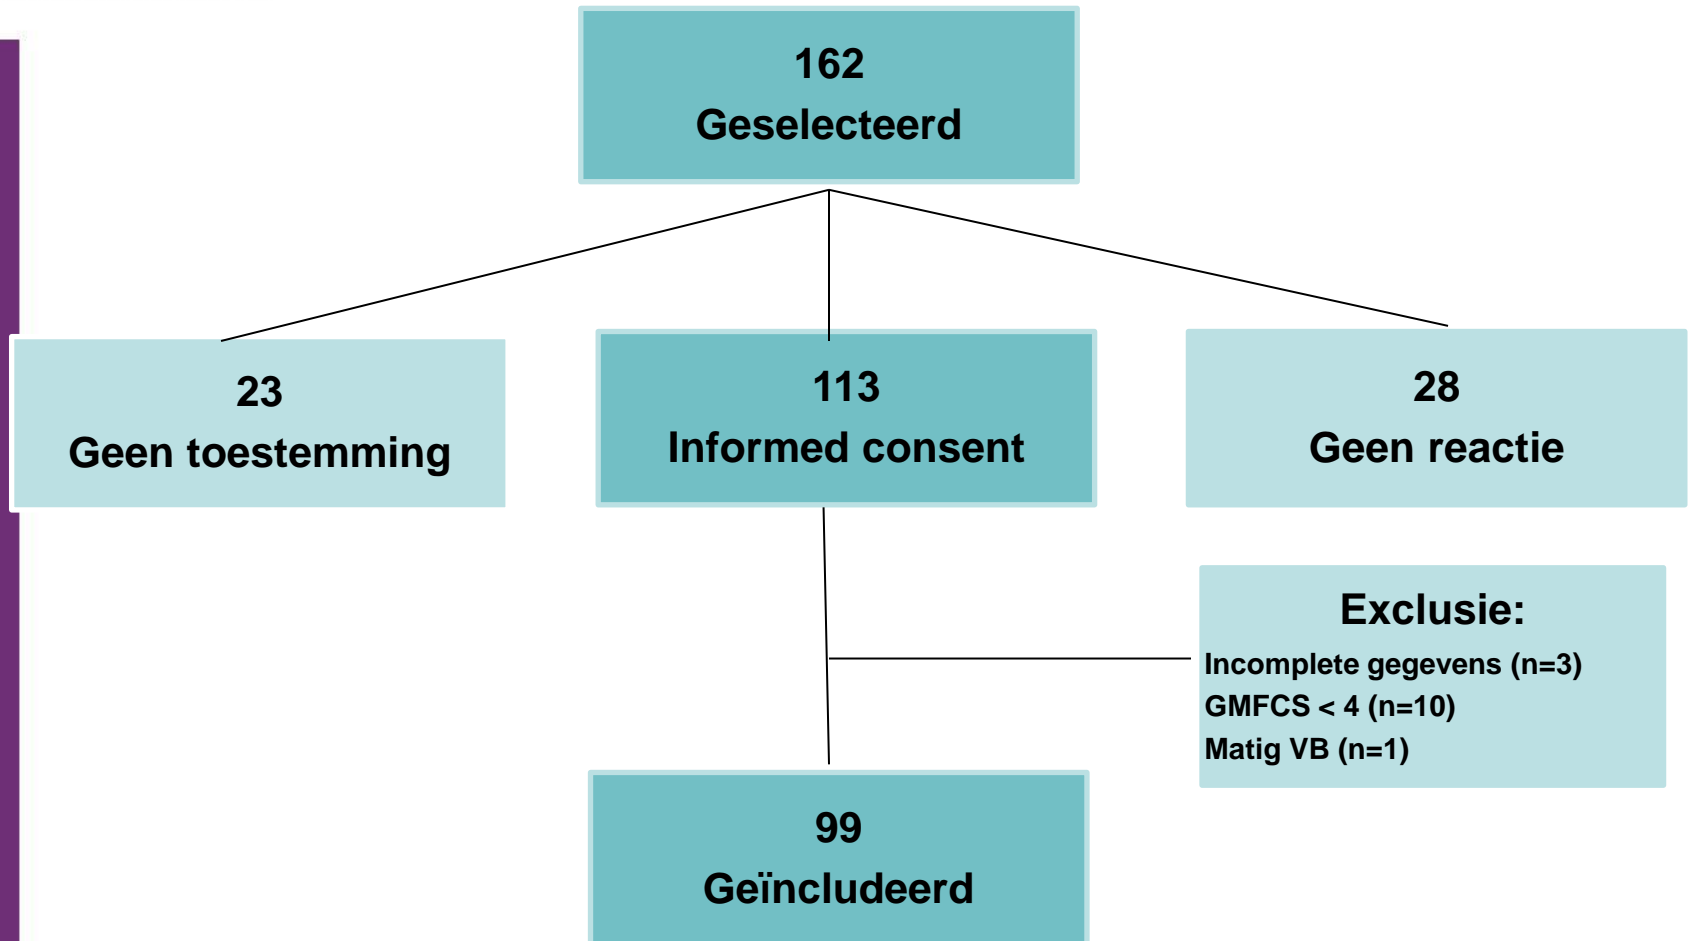 162
Geselecteerd
23
Geen toestemming
113
Informed consent
28
Geen reactie
Exclusie:
Incomplete gegevens (n=3)
GMFCS < 4 (n=10)
Matig VB (n=1)
99
Geïncludeerd